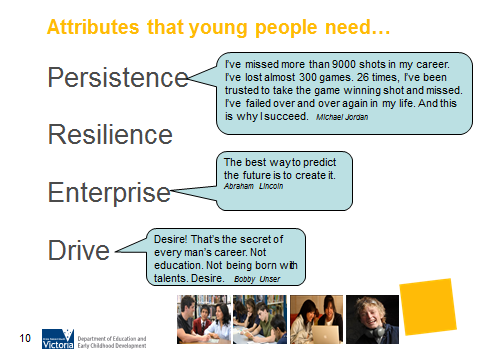 Attributes that young people need…
Persistence
I've missed more than 9000 shots in my career.
I've lost almost 300 games. 26 times, I've been
trusted to take the game winning shot and missed.
I've failed over and over again in my life. And this
is why I succeed. Michael Jordan
Resilience
Enterprise
The best way to predict
the future is to create it.
Abraham Lincoln
Drive
Desire! That's the secret of
every man's career. Not
education. Not being born with
talents. Desire. Bobby Unser
10
Victoria
Department of Education and
Early Childhood Development